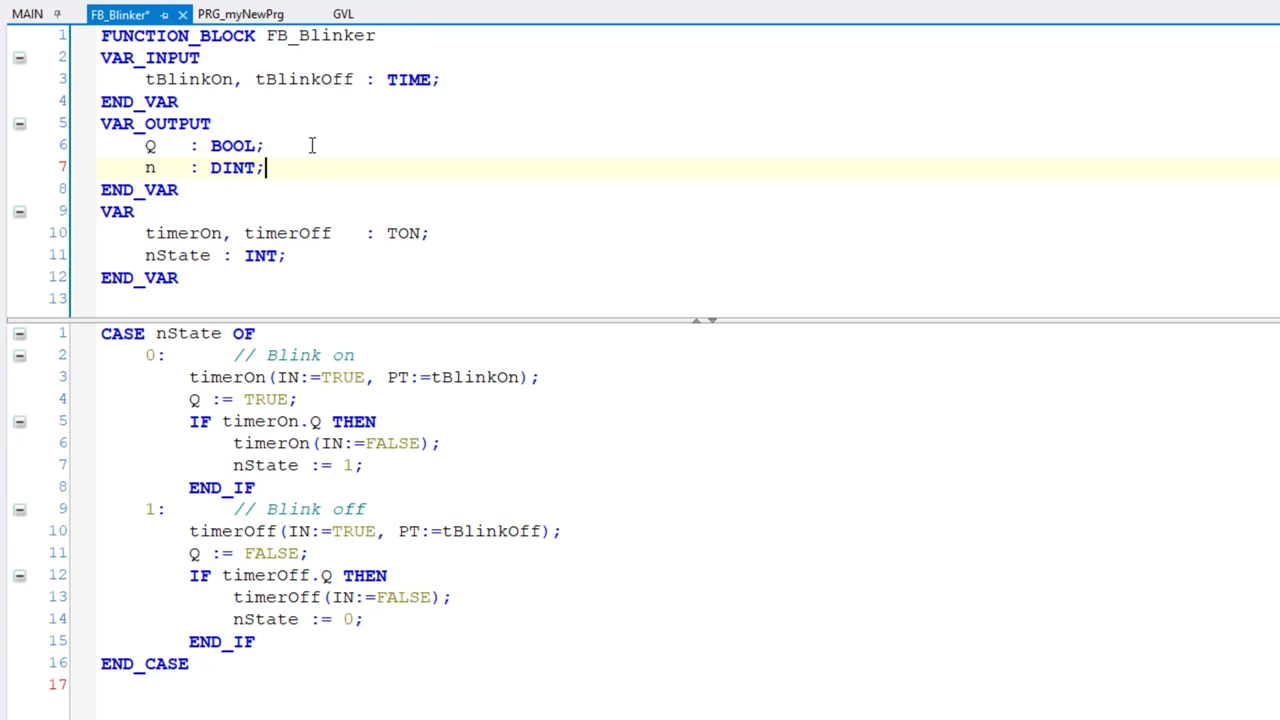 MAIN FB_Blinker* PRG_myNewPrg GVL
1 FUNCTION_BLOCK FB_Blinker
2 VAR_INPUT
3 tBlinkOn, tBlinkOff : TIME;
4 END_VAR
5 VAR_OUTPUT
6 Q : BOOL;
7 n : DINT;
8 END_VAR
9 VAR
10 timerOn, timerOff : TON;
11 nState : INT;
12 END_VAR
13
1 CASE nState OF
2 0: // Blink on
3 timerOn(IN:=TRUE, PT:=tBlinkOn);
4 Q := TRUE;
5 IF timerOn.Q THEN
6 timerOn(IN:=FALSE);
7 nState := 1;
8 END_IF
9 1: // Blink off
10 timerOff(IN:=TRUE, PT:=tBlinkOff);
11 Q := FALSE;
12 IF timerOff.Q THEN
13 timerOff(IN:=FALSE);
14 nState := 0;
15 END_IF
16 END_CASE
17